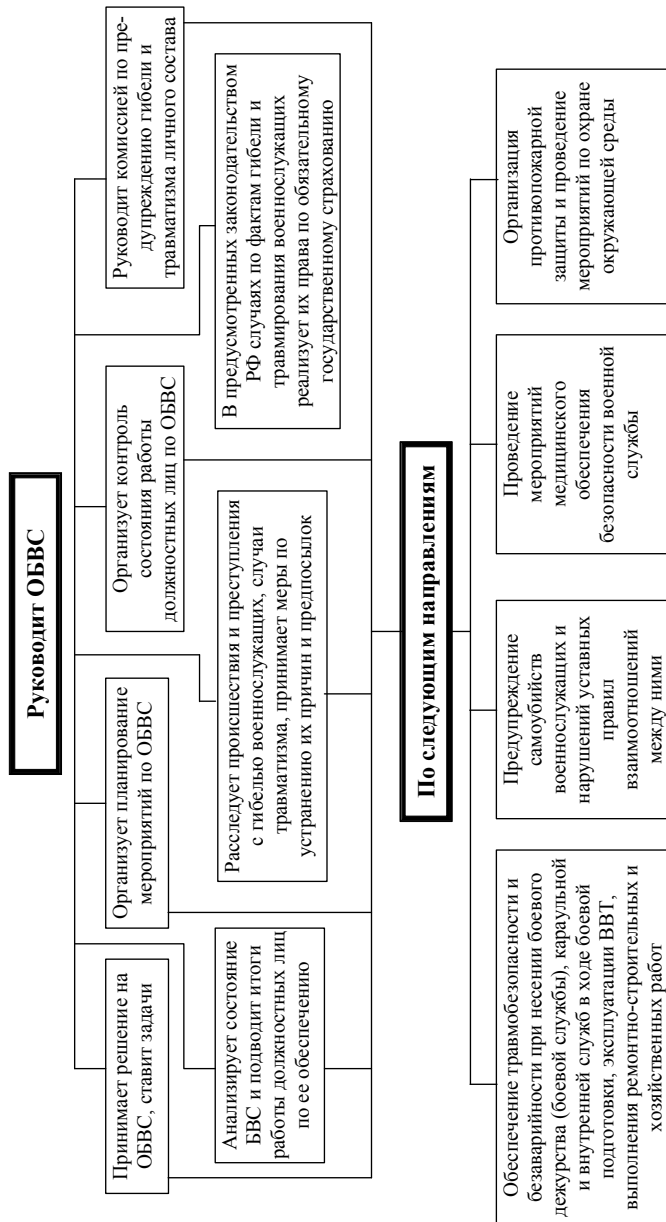 Руководит ОБВС
Принимает решение на
ОБВС, ставит задачи
Организует планирование
мероприятий по ОБВС
Организует контроль
состояния работы
должностных лиц по ОБВС
Руководит комиссией по пре-
дупреждению гибели и
травматизма личного состава
Анализирует состояние
БВС и подводит итоги
работы должностных лиц
по ее обеспечению
Расследует происшествия и преступления
с гибелью военнослужащих, случаи
травматизма, принимает меры по
устранению их причин и предпосылок
В предусмотренных законодательством
РФ случаях по фактам гибели и
травмирования военнослужащих
реализует их права по обязательному
государственному страхованию
По следующим направлениям
Обеспечение травмобезопасности и
безаварийности при несении боевого
дежурства (боевой службы), караульной
и внутренней служб в ходе боевой
подготовки, эксплуатации ВВТ,
выполнения ремонтно-строительных и
хозяйственных работ
Предупреждение
самоубийств
военнослужащих и
нарушений уставных
правил
взаимоотношений
между ними
Проведение
мероприятий
медицинского
обеспечения
безопасности военной
службы
Организация
противопожарной
защиты и проведение
мероприятий по охране
окружающей среды